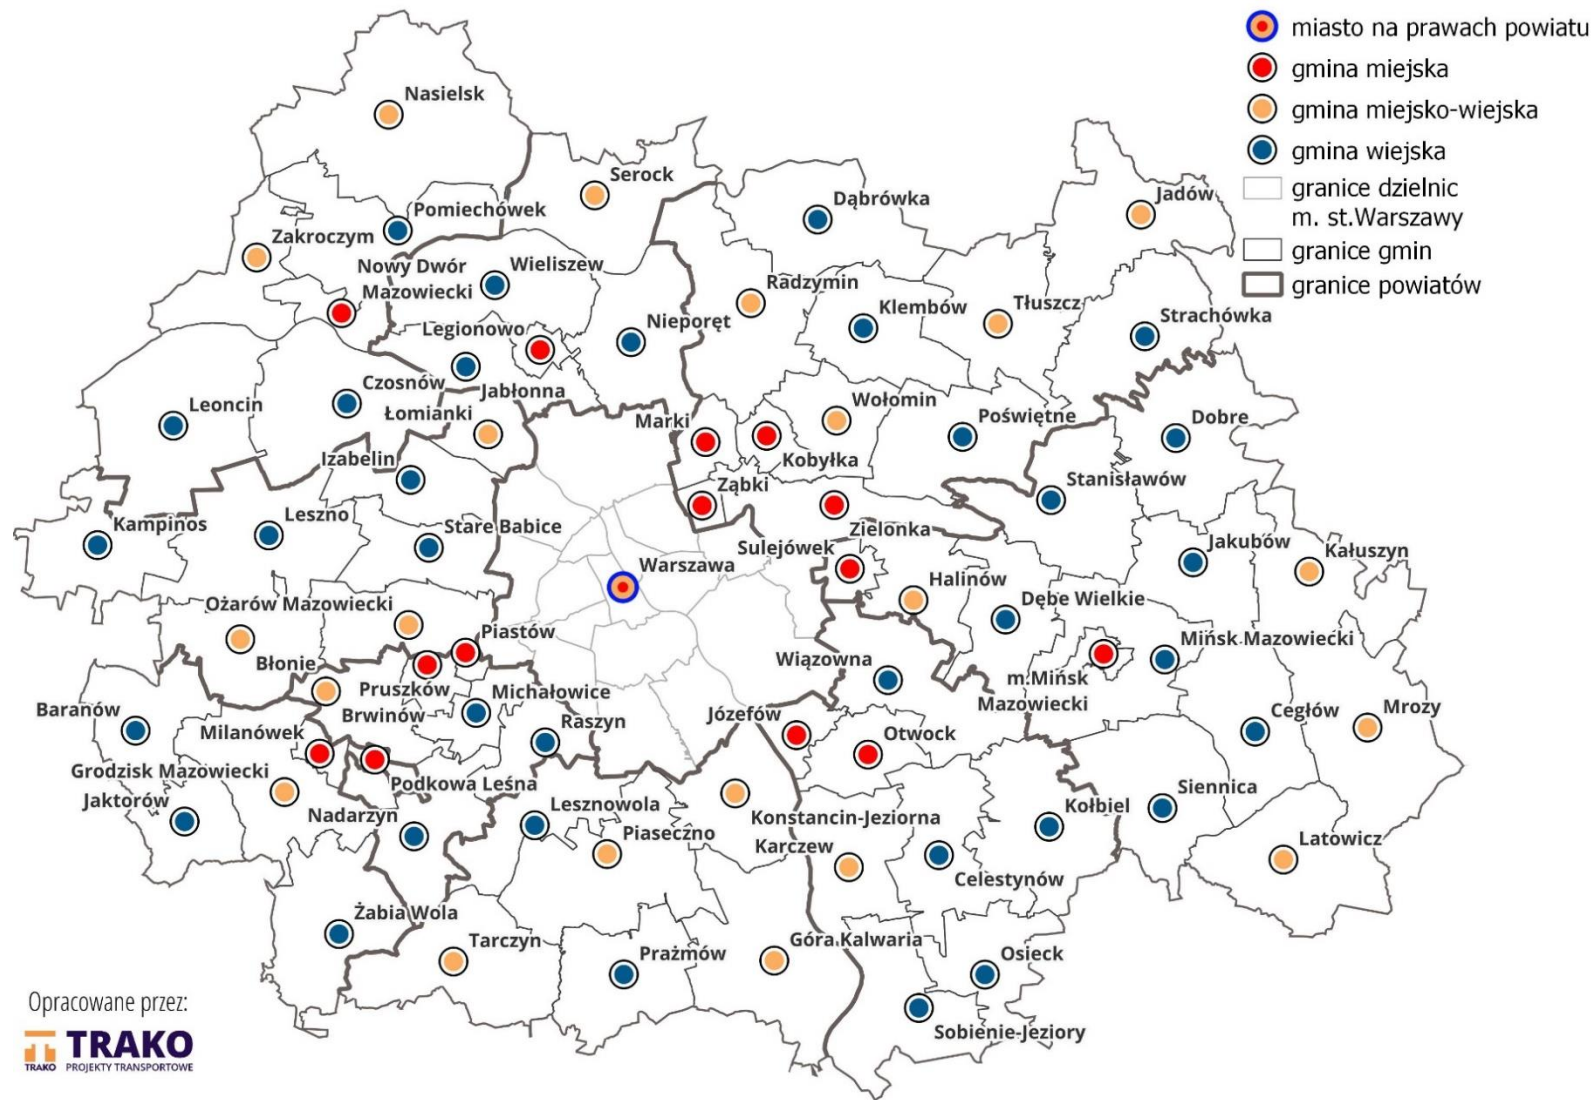 miasto na prawach powiatu
gmina miejska
gmina miejsko-wiejska
gmina wiejska
granice dzielnic
m. st.Warszawy
granice gmin
granice powiatów
Nasielsk
Serock
Dąbrówka
Jadów
Pomiechówek
Zakroczym
Nowy Dwór
Mazowiecki
Wieliszew
Radzymin
Klembów
Tłuszcz
Strachówka
Legionowo
Nieporęt
Jabłonna
Czosnów
Leoncin
Łomianki
Marki
Kobyłka
Wołomin
Poświętne
Dobre
Izabelin
Ząbki
Stanisławów
Kampinos
Leszno
Stare Babice
Zielonka
Sulejówek
Jakubów
Kałuszyn
Warszawa
Halinów
Dębe Wielkie
Ożarów Mazowiecki
Piastów
Mińsk Mazowiecki
Błonie
Wiązowna
Pruszków
Michałowice
m.Mińsk
Mazowiecki
Baranów
Brwinów
Raszyn
Józefów
Otwock
Cegłów
Mrozy
Milanówek
Grodzisk Mazowiecki
Podkowa Leśna
Jaktorów
Nadarzyn
Lesznowola
Piaseczno
Konstancin-Jeziorna
Karczew
Kołbiel
Siennica
Latowicz
Celestynów
Żabia Wola
Tarczyn
Prażmów
Góra Kalwaria
Osieck
Sobienie-Jeziory
Opracowane przez:
TRAKO
TRAKO
PROJEKTY TRANSPORTOWE